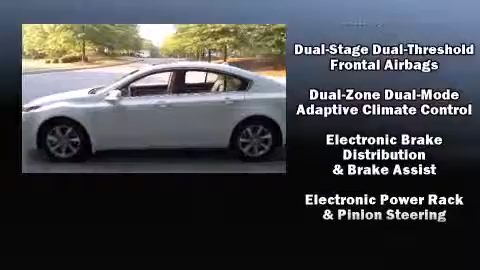 Dual-Stage Dual-Threshold
Frontal Airbags
Dual-Zone Dual-Mode
Adaptive Climate Control
Electronic Brake
Distribution
& Brake Assist
Electronic Power Rack
& Pinion Steering